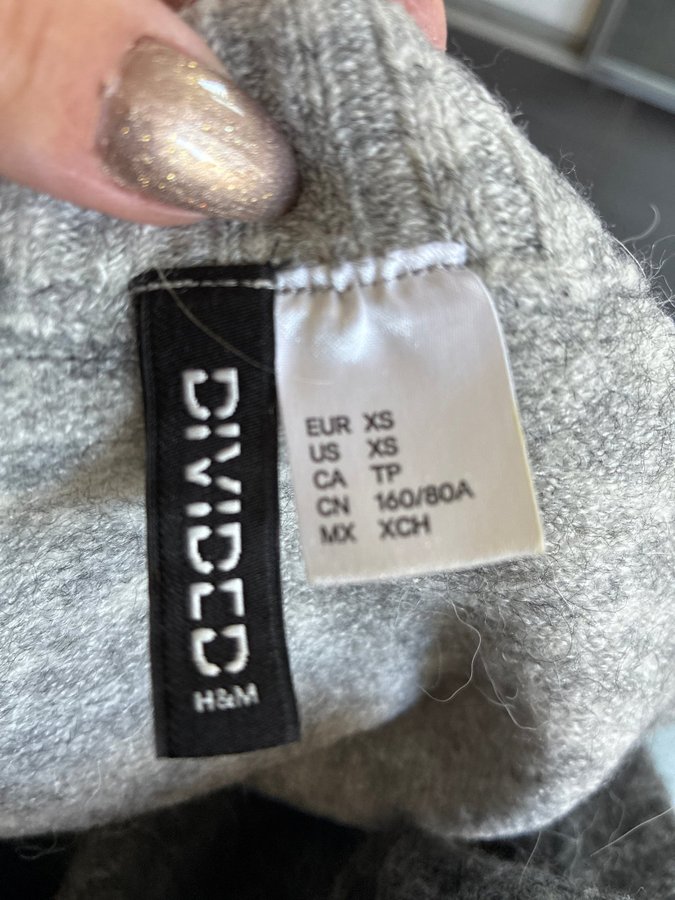 DIVIDED
H&M
EUR XS
US XS
CA TP
CN 160/80A
MX XCH